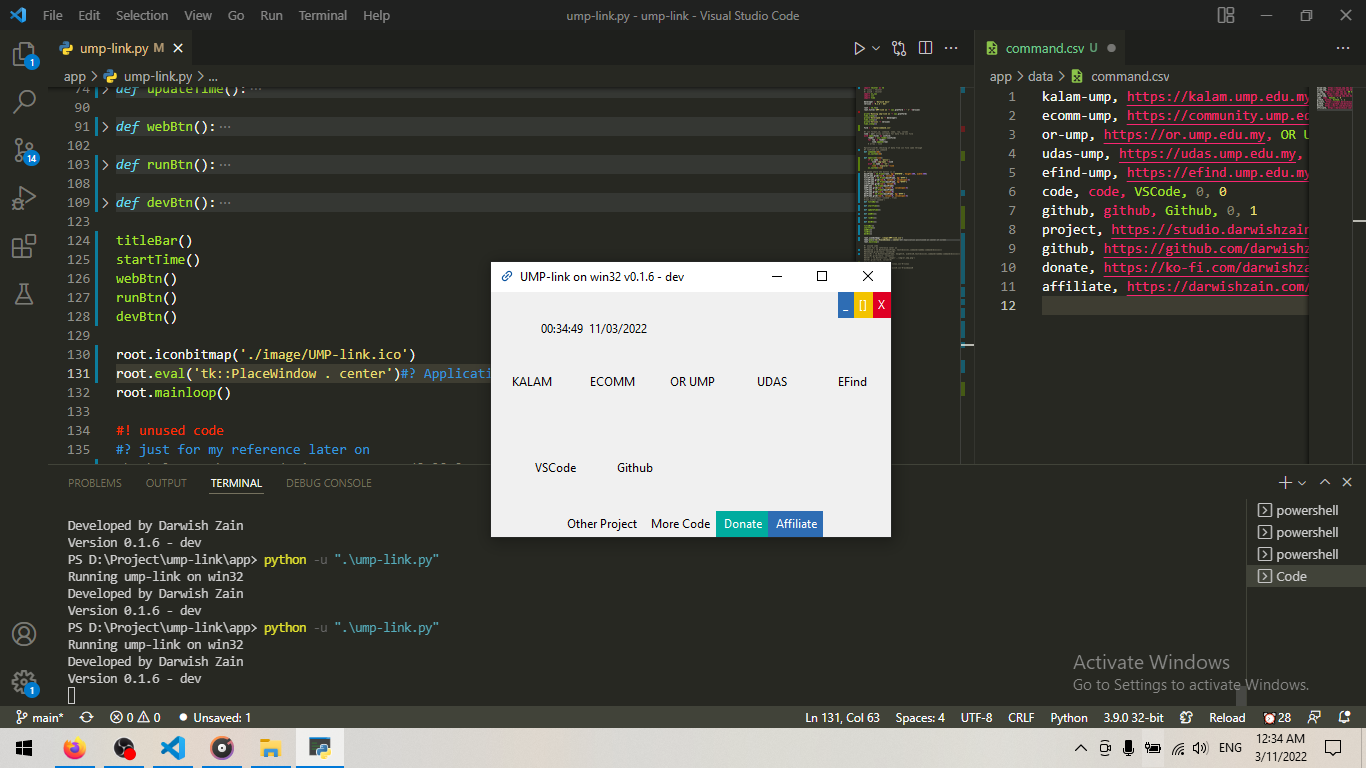 File Edit Selection View Go Run Terminal Help ump-link.py - ump-link - Visual Studio Code
ump-link.py M
command.csv U
app > ump-link.py > ...
app > data > command.csv
74 def updateTime(): ...
90
91 def webBtn(): ...
102
103 def runBtn(): ...
108
109 def devBtn(): ...
123
124 titleBar()
125 startTime()
126 webBtn()
127 runBtn()
128 devBtn()
129
130 root.iconbitmap('./image/UMP-link.ico')
131 root.eval('tk::PlaceWindow . center')#? Applicati
132 root.mainloop()
133
134 #! unused code
135 #? just for my reference later on
1 kalam-ump, https://kalam.ump.edu.my
2 ecomm-ump, https://community.ump.ed
3 or-ump, https://or.ump.edu.my, OR U
4 udas-ump, https://udas.ump.edu.my,
5 efind-ump, https://efind.ump.edu.my
6 code, code, VSCode, 0, 0
7 github, github, Github, 0, 1
8 project, https://studio.darwishzain
9 github, https://github.com/darwishz
10 donate, https://ko-fi.com/darwishza
11 affiliate, https://darwishzain.com/
12
UMP-link on win32 v0.1.6 - dev
_ [] X
00:34:49 11/03/2022
KALAM ECOMM OR UMP UDAS EFind
VSCode Github
Other Project More Code Donate Affiliate
PROBLEMS OUTPUT TERMINAL DEBUG CONSOLE
Developed by Darwish Zain
Version 0.1.6 - dev
PS D:\Project\ump-link\app> python -u ".\ump-link.py"
Running ump-link on win32
Developed by Darwish Zain
Version 0.1.6 - dev
PS D:\Project\ump-link\app> python -u ".\ump-link.py"
Running ump-link on win32
Developed by Darwish Zain
Version 0.1.6 - dev
powershell
powershell
powershell
Code
1
14
1
Activate Windows
Go to Settings to activate Windows.
main* 0 0 Unsaved: 1 Ln 131, Col 63 Spaces: 4 UTF-8 CRLF Python 3.9.0 32-bit Reload 28
ENG 12:34 AM
3/11/2022